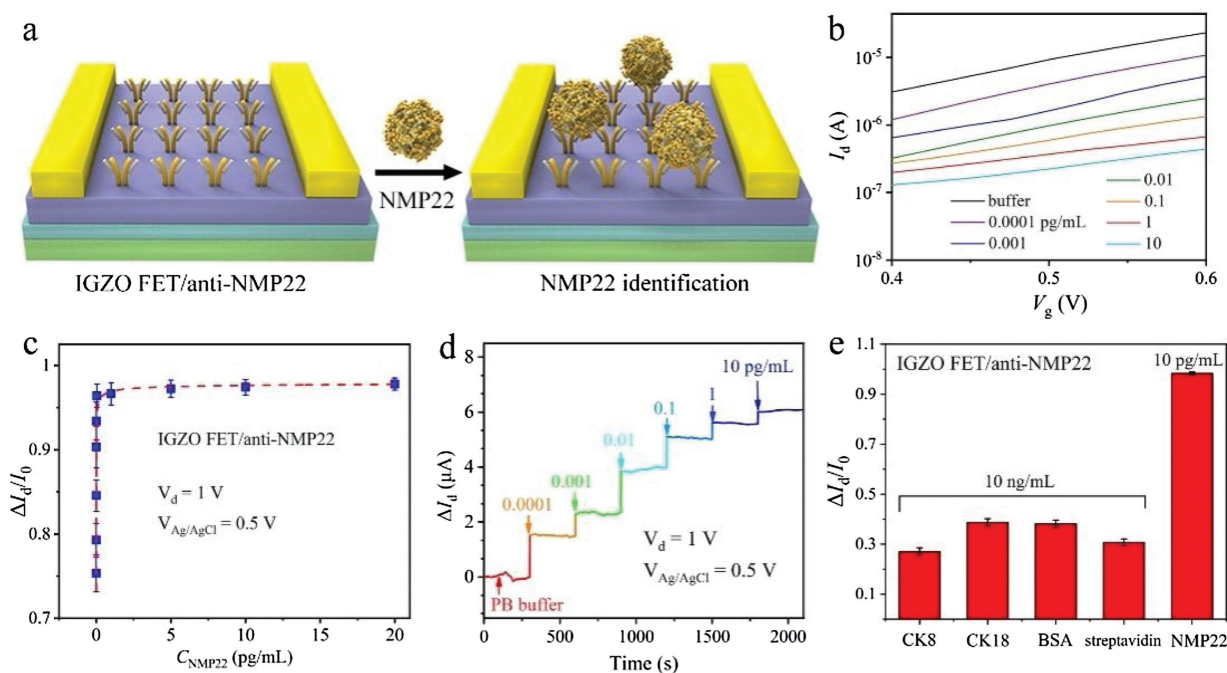 a
NMP22
IGZO FET/anti-NMP22
NMP22 identification
b
I_d (A)
10⁻⁵
10⁻⁶
10⁻⁷
10⁻⁸
buffer
0.0001 pg/mL
0.001
0.01
0.1
1
10
0.4
0.5
0.6
V_g (V)
c
ΔI_d/I_0
1
0.9
0.8
0.7
IGZO FET/anti-NMP22
V_d = 1 V
V_Ag/AgCl = 0.5 V
0
5
10
15
20
C_NMP22 (pg/mL)
d
ΔI_d (μA)
8
6
4
2
0
PB buffer
0.0001
0.001
0.01
0.1
1
10 pg/mL
V_d = 1 V
V_Ag/AgCl = 0.5 V
0
500
1000
1500
2000
Time (s)
e
ΔI_d/I_0
1.1
0.9
0.8
0.6
0.5
0.3
0.2
0.0
IGZO FET/anti-NMP22
10 pg/mL
10 ng/mL
CK8
CK18
BSA
streptavidin
NMP22